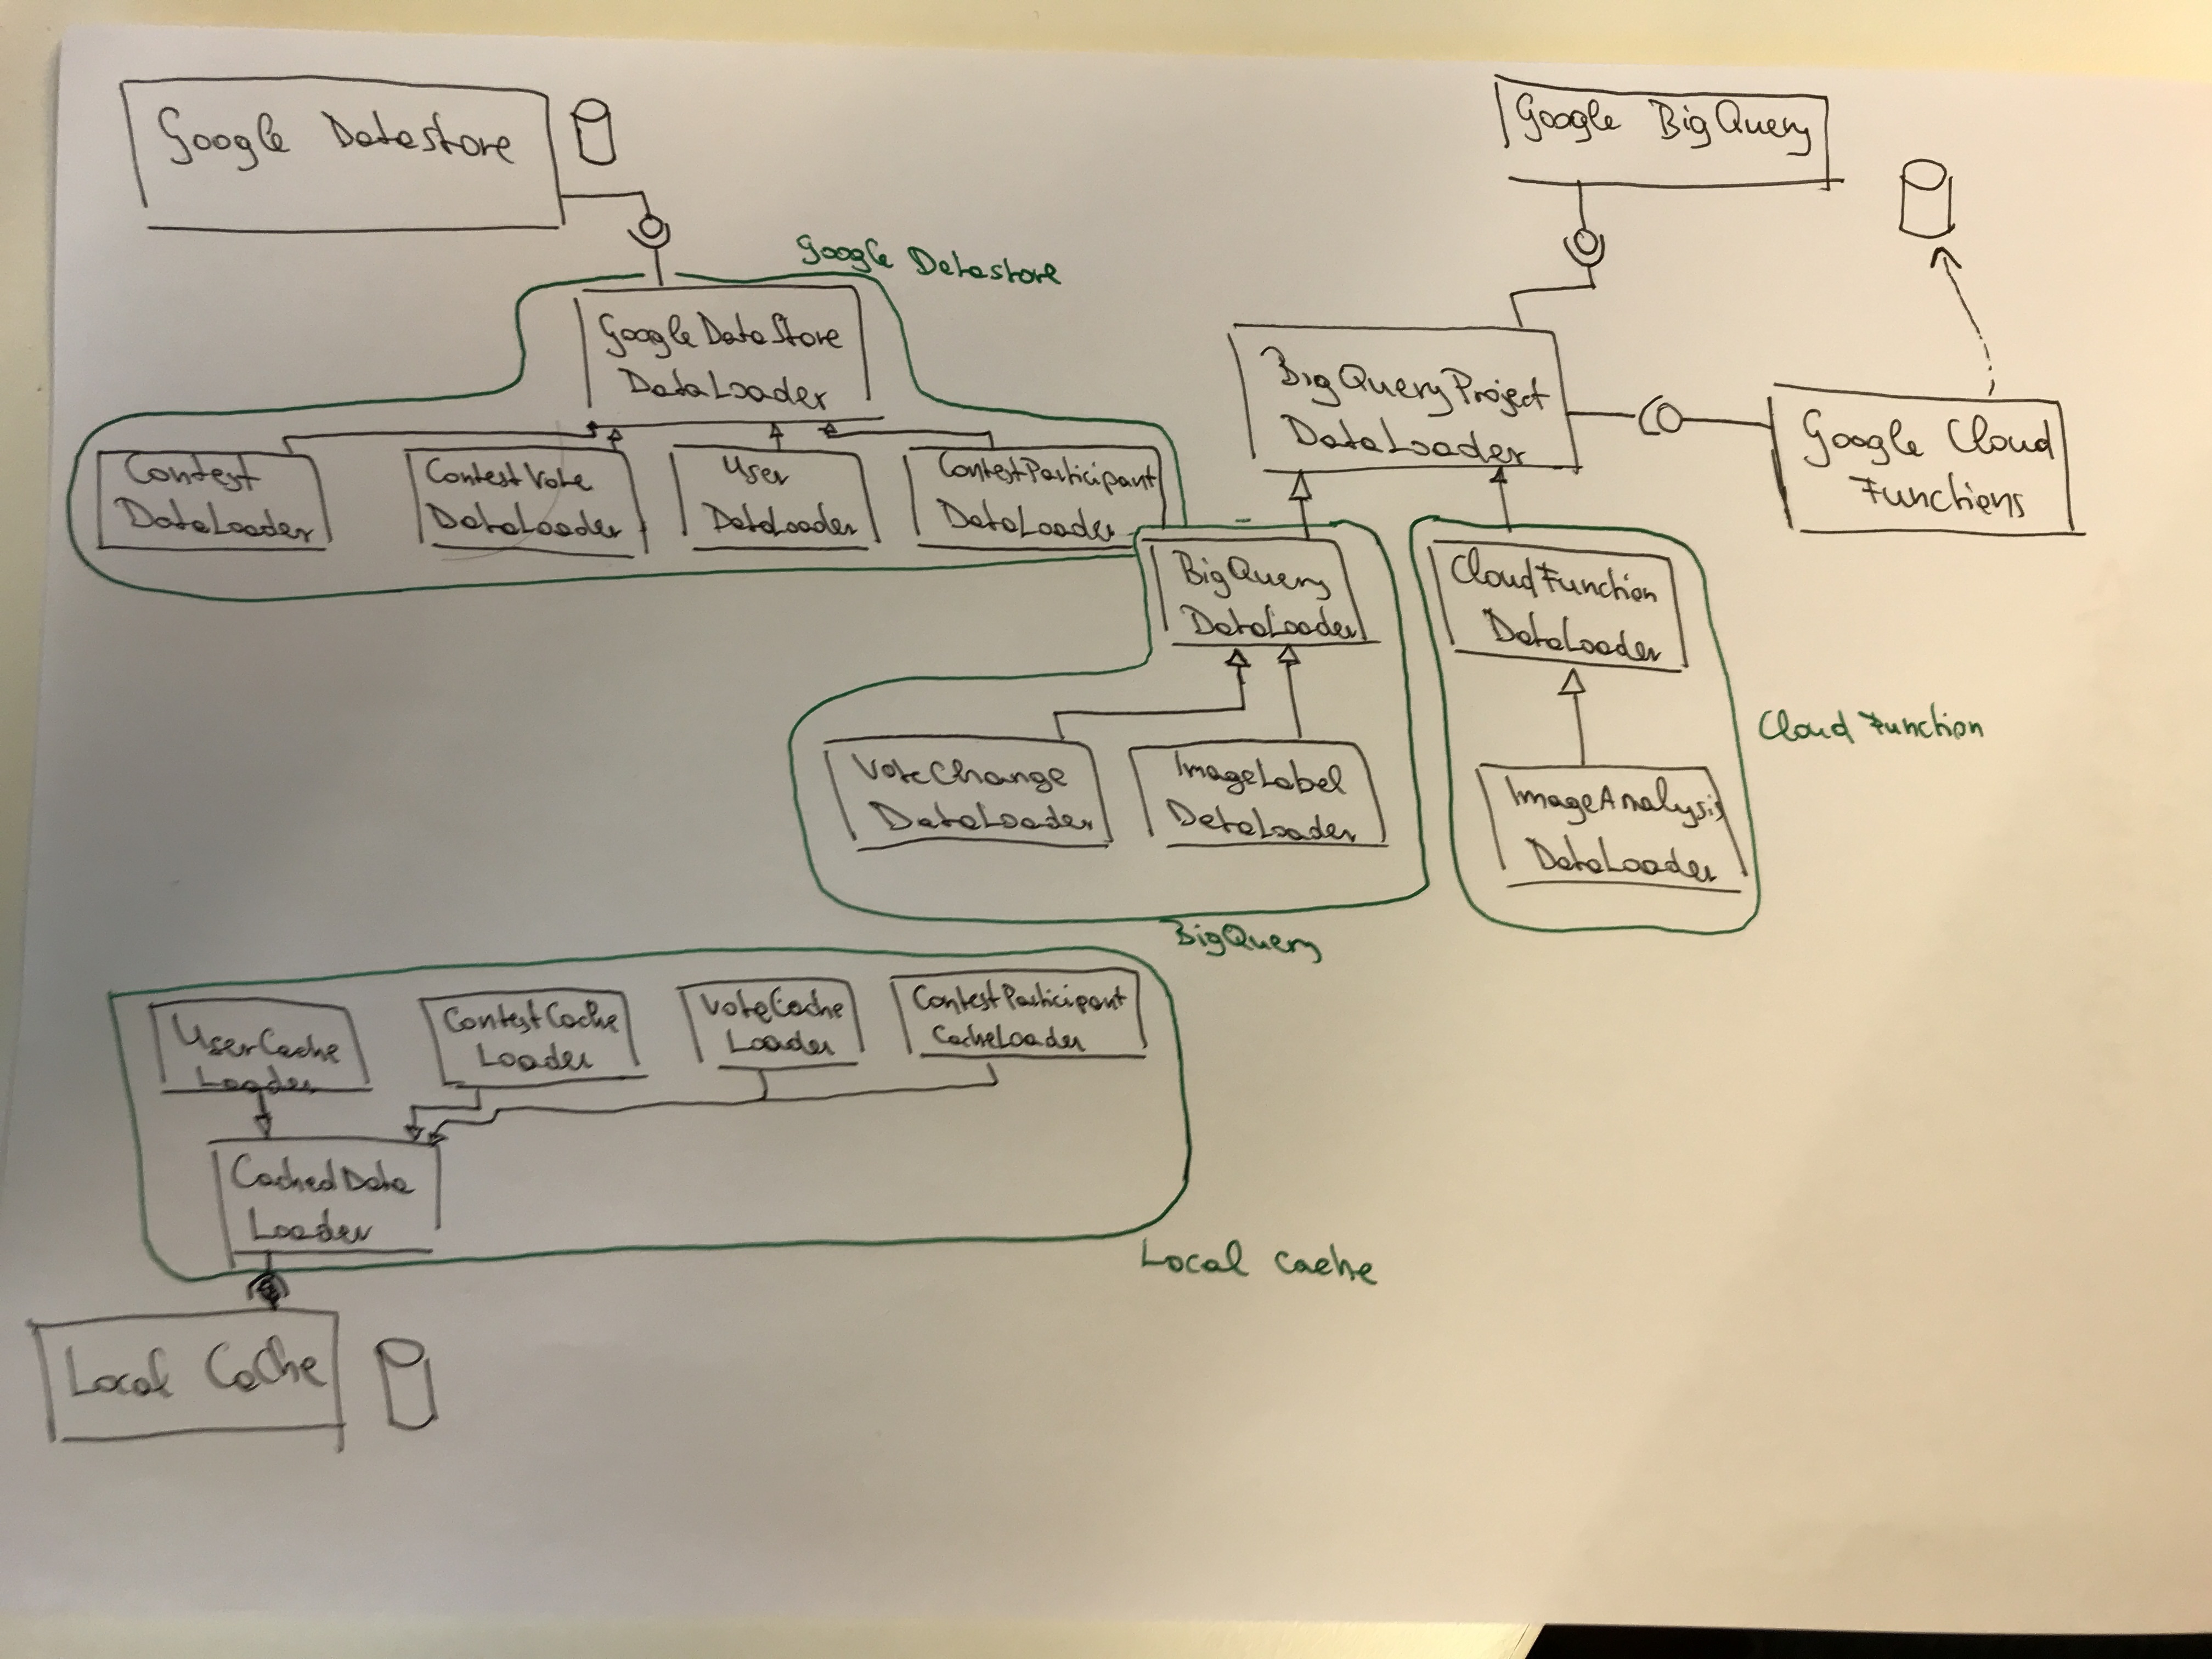 Google Datastore
Google BigQuery
Google Datastore
GoogleDataStore
DataLoader
BigQueryProject
DataLoader
Google Cloud
Functions
Contest
DataLoader
ContestVote
DataLoader
User
DataLoader
ContestParticipant
DataLoader
BigQuery
DataLoader
CloudFunction
DataLoader
Cloud Function
VoteChange
DataLoader
ImageLabel
DataLoader
ImageAnalysis
DataLoader
BigQuery
UserCache
Loader
ContestCache
Loader
VoteCache
Loader
ContestParticipant
CacheLoader
CachedData
Loader
Local Cache
Local Cache